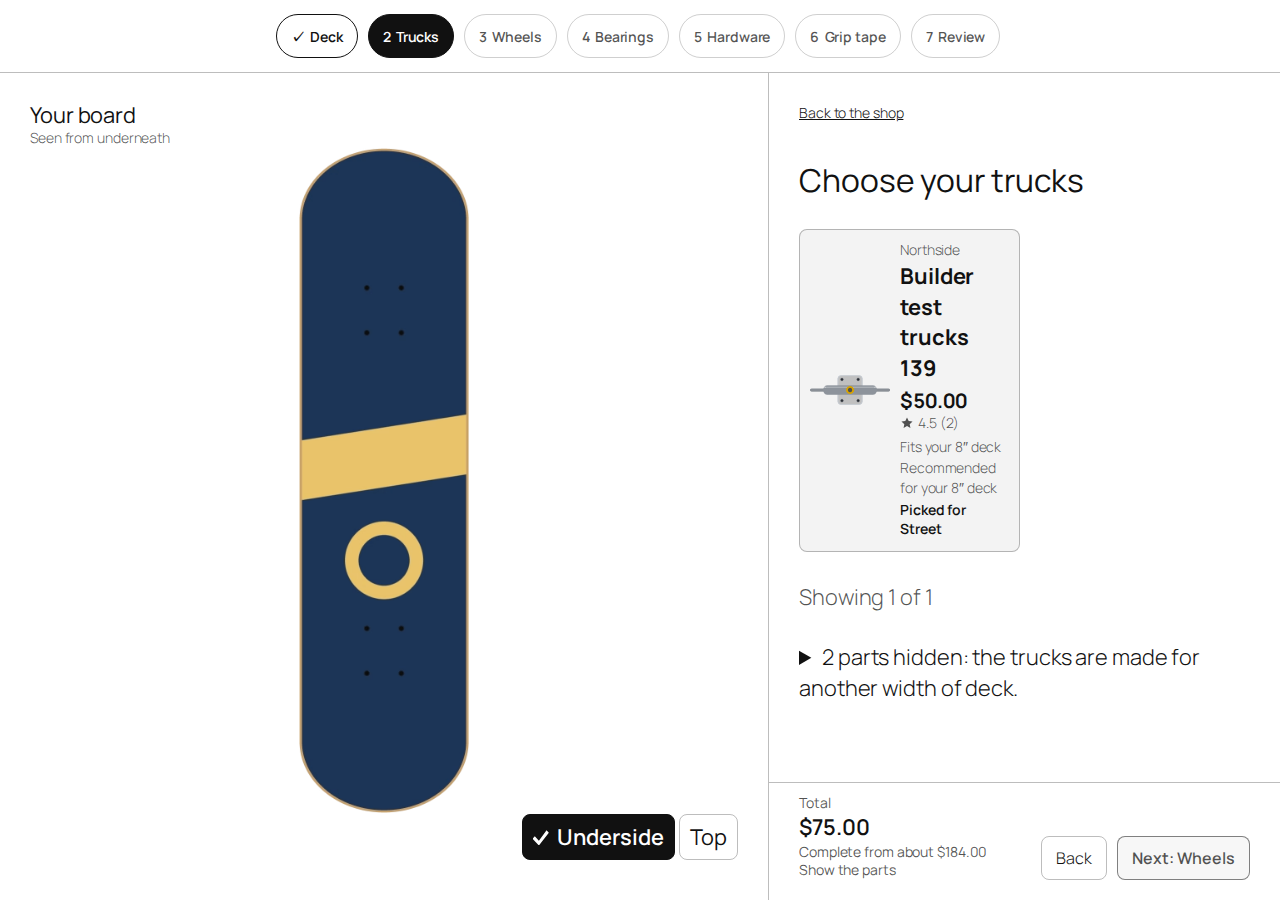 ✓ Deck
2 Trucks
3 Wheels
4 Bearings
5 Hardware
6 Grip tape
7 Review
Your board
Seen from underneath
✓ Underside
Top
Back to the shop
Choose your trucks
Northside
Builder
test
trucks
139
$50.00
★ 4.5 (2)
Fits your 8″ deck
Recommended
for your 8″ deck
Picked for
Street
Showing 1 of 1
▶ 2 parts hidden: the trucks are made for
another width of deck.
Total
$75.00
Complete from about $184.00
Show the parts
Back
Next: Wheels